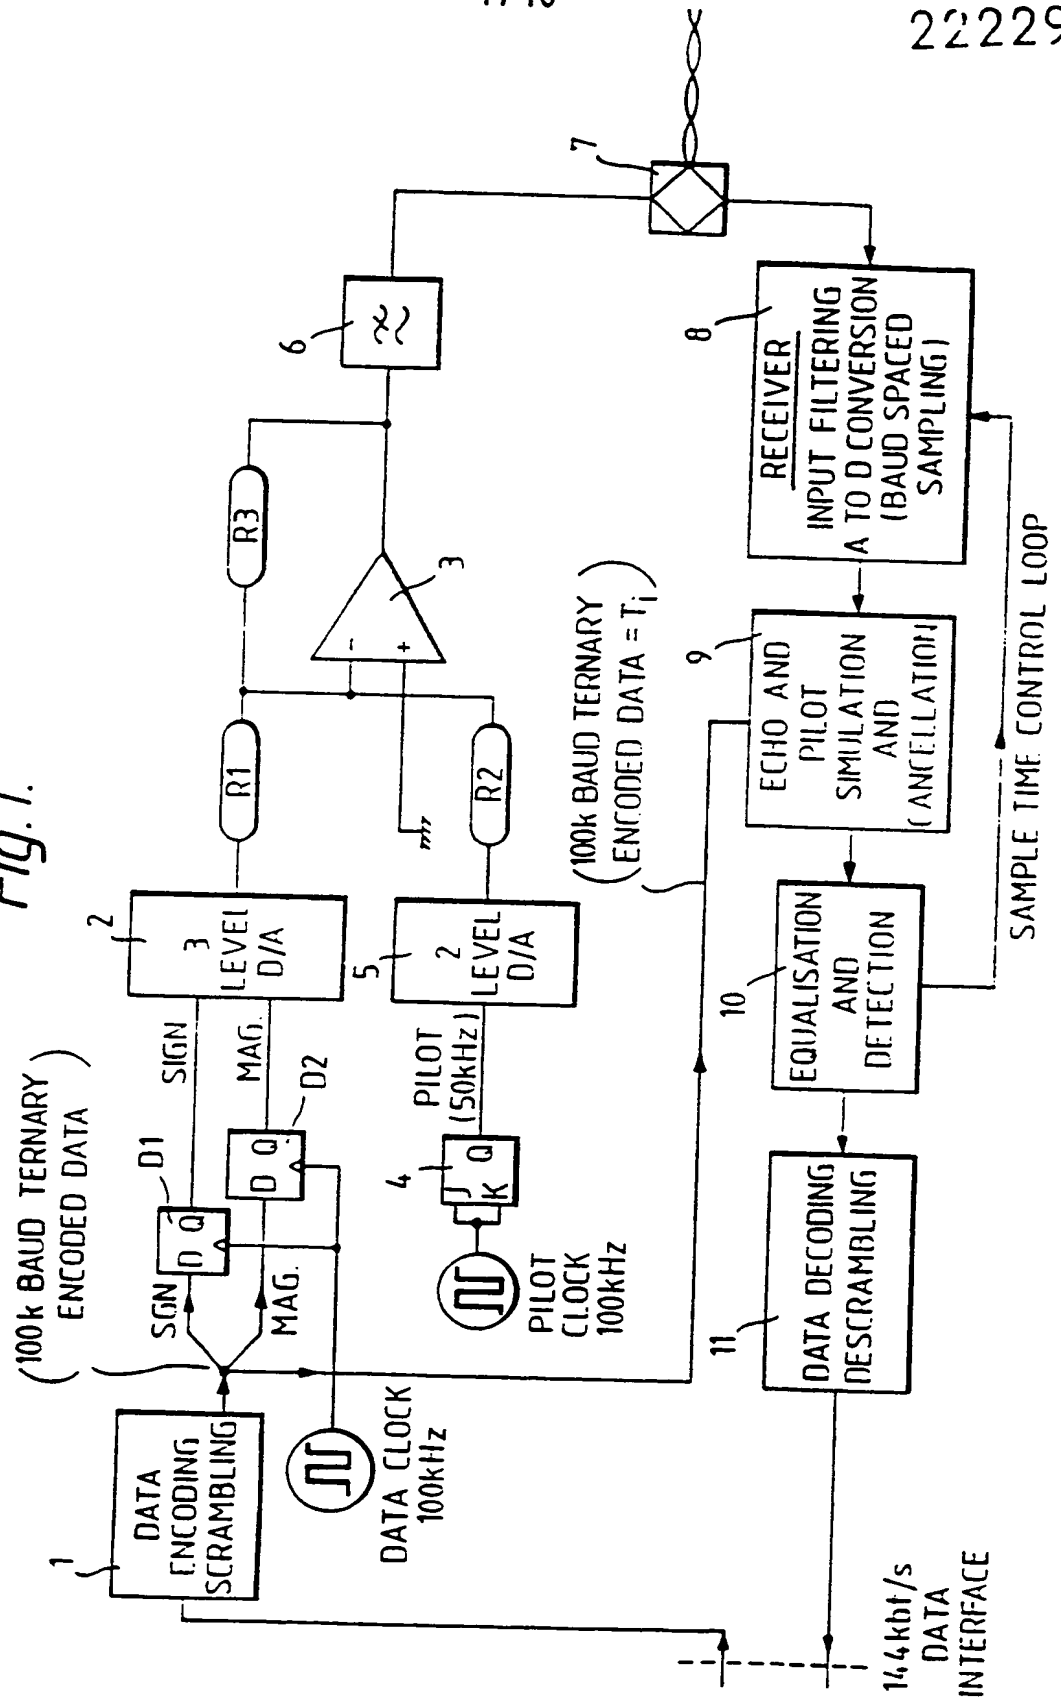 22229
Fig. 1.
1
DATA
ENCODING
SCRAMBLING
(100k BAUD TERNARY
ENCODED DATA)
SGN
MAG.
D1
D Q
D2
D Q
SIGN
MAG.
DATA CLOCK
100kHz
2
3
LEVEL
D/A
R1
R3
-
+
3
6
7
PILOT
CLOCK
100kHz
4
J
K
Q
PILOT
(50kHz)
5
2
LEVEL
D/A
R2
(100k BAUD TERNARY
ENCODED DATA = Ti)
8
RECEIVER
INPUT FILTERING
A TO D CONVERSION
(BAUD SPACED
SAMPLING)
9
ECHO AND
PILOT
SIMULATION
AND
CANCELLATION
10
EQUALISATION
AND
DETECTION
SAMPLE TIME CONTROL LOOP
11
DATA DECODING
DESCRAMBLING
144kbt/s
DATA
INTERFACE